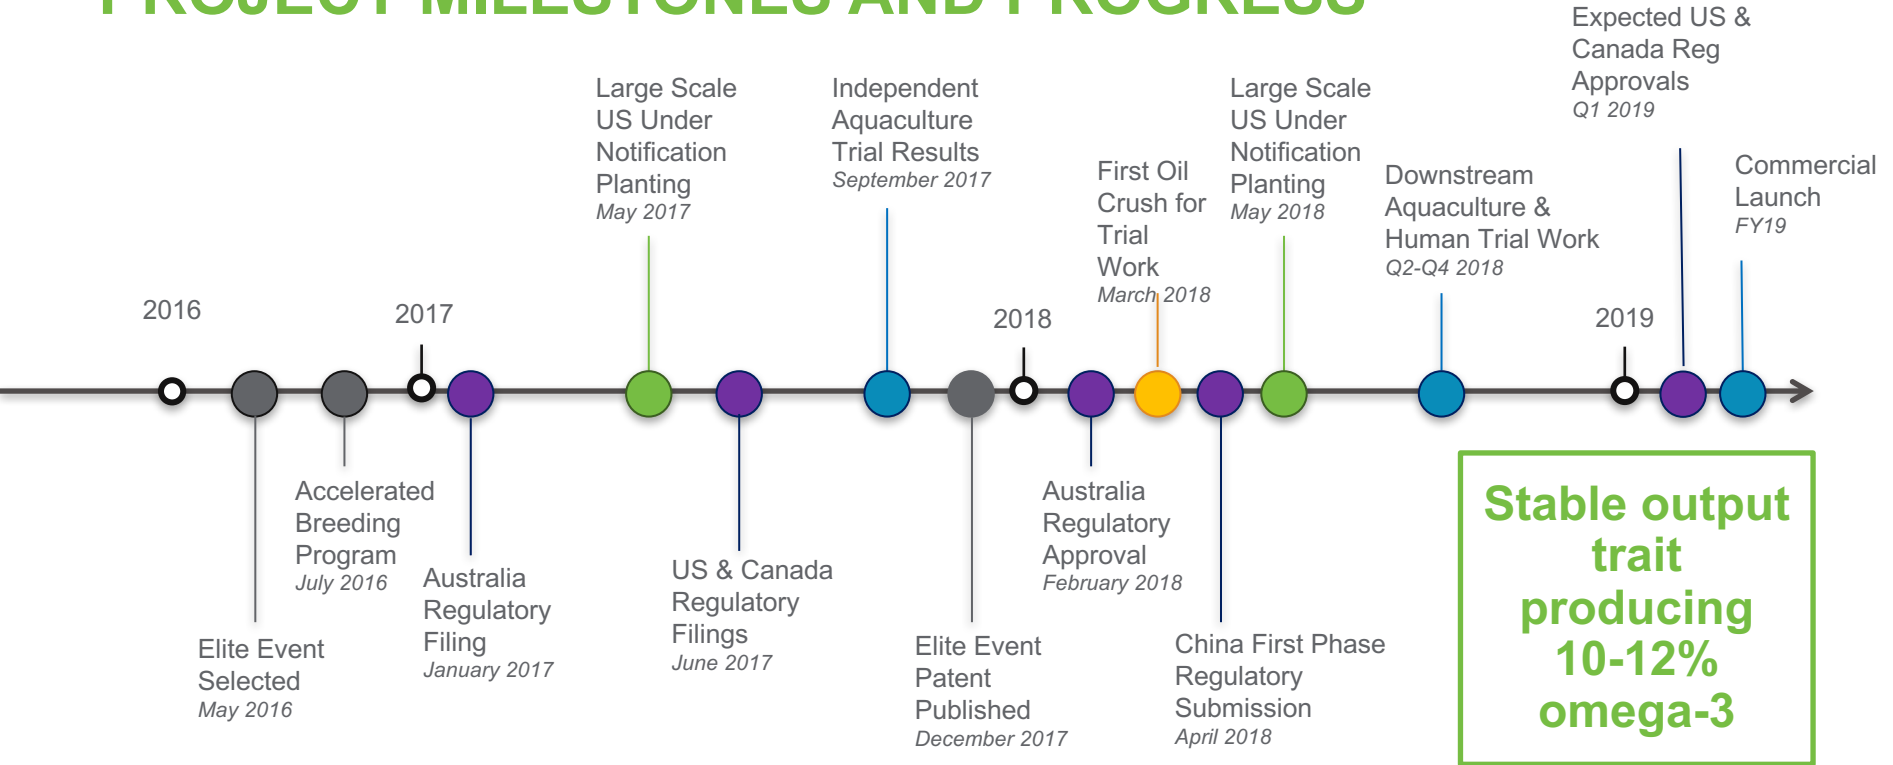 PROJECT MILESTONES AND PROGRESS
Expected US &
Canada Reg
Approvals
Q1 2019
Large Scale
US Under
Notification
Planting
May 2017
Independent
Aquaculture
Trial Results
September 2017
First Oil
Crush for
Trial
Work
March 2018
Large Scale
US Under
Notification
Planting
May 2018
Downstream
Aquaculture &
Human Trial Work
Q2-Q4 2018
Commercial
Launch
FY19
2016
2017
2018
2019
Elite Event
Selected
May 2016
Accelerated
Breeding
Program
July 2016
Australia
Regulatory
Filing
January 2017
US & Canada
Regulatory
Filings
June 2017
Elite Event
Patent
Published
December 2017
Australia
Regulatory
Approval
February 2018
China First Phase
Regulatory
Submission
April 2018
Stable output
trait
producing
10-12%
omega-3